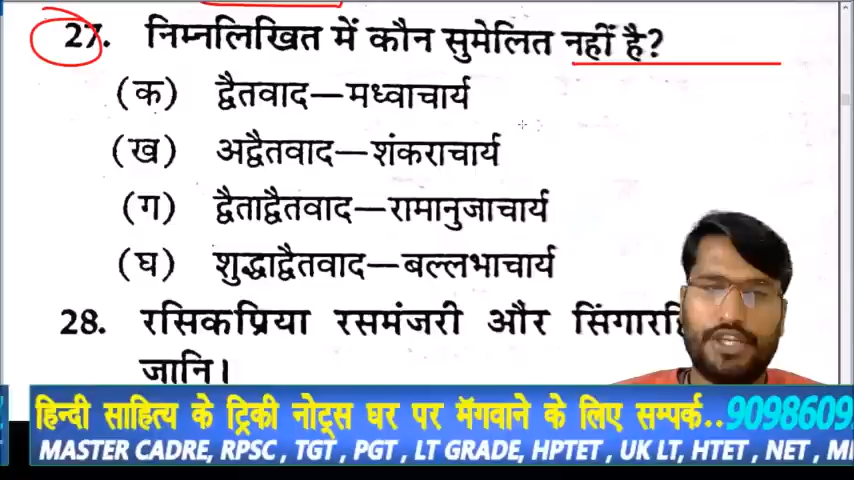 27. निम्नलिखित में कौन सुमेलित नहीं है?
(क) द्वैतवाद—मध्वाचार्य
(ख) अद्वैतवाद—शंकराचार्य
(ग) द्वैताद्वैतवाद—रामानुजाचार्य
(घ) शुद्धाद्वैतवाद—बल्लभाचार्य
28. रसिकप्रिया रसमंजरी और
जानि।
हिन्दी साहित्य के ट्रिकी नोट्स घर पर मँगवाने के लिए सम्पर्क..9098609
MASTER CADRE, RPSC , TGT , PGT , LT GRADE, HPTET , UK LT, HTET , NET ,